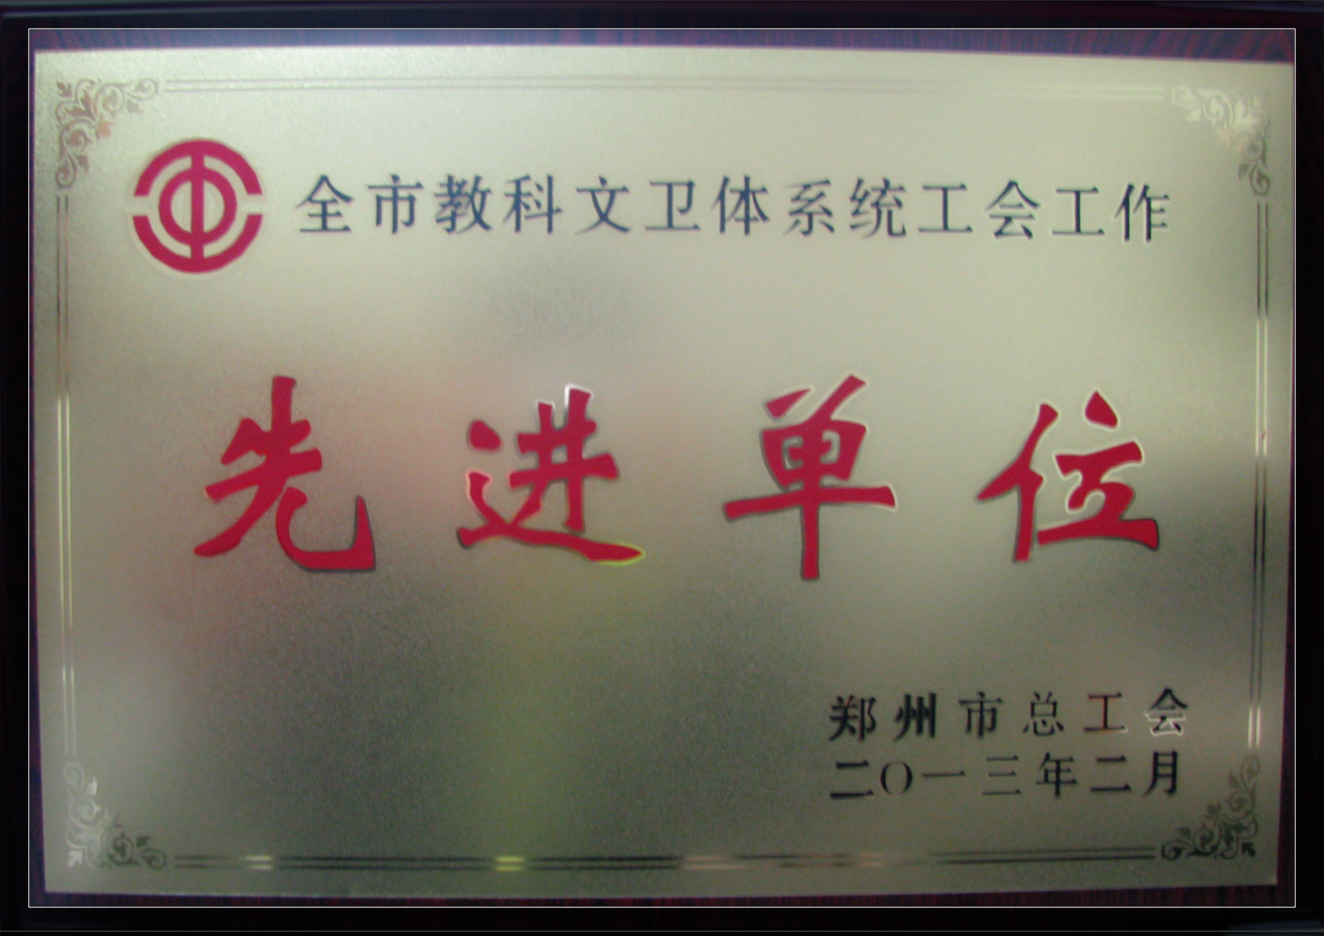 全市教科文卫体系统工会工作
先进单位
郑州市总工会
二〇一三年二月